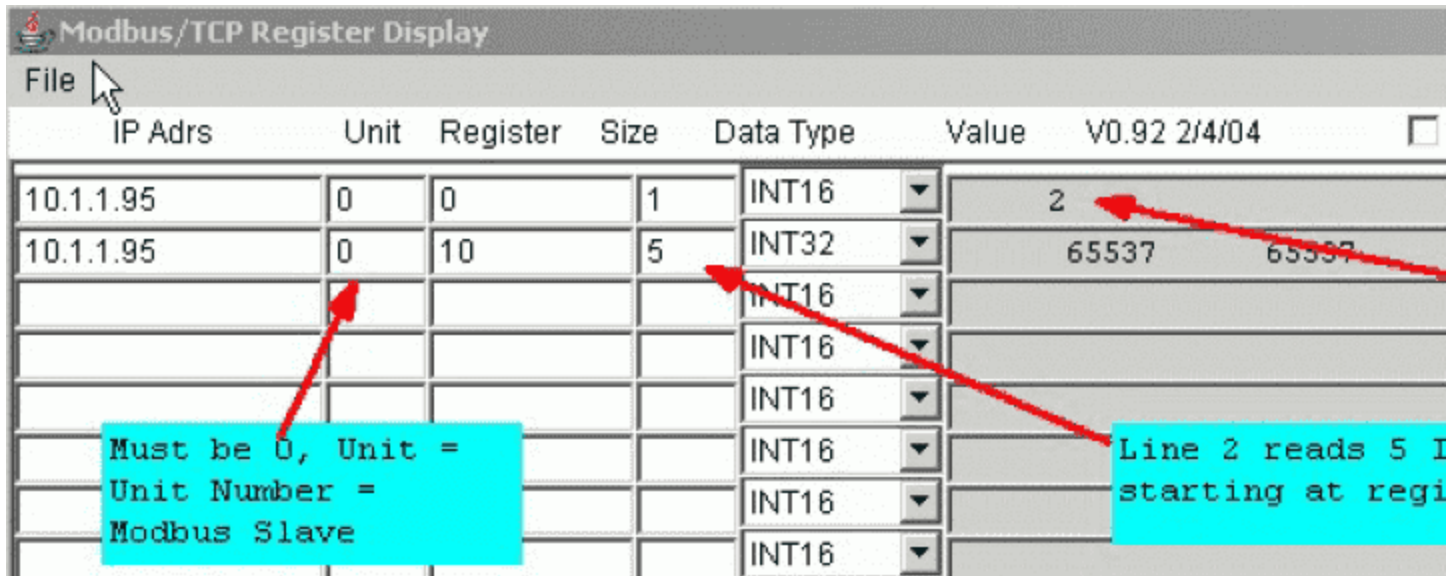 Modbus/TCP Register Display
File
IP Adrs Unit Register Size Data Type Value V0.92 2/4/04
10.1.1.95 0 0 1 INT16 2
10.1.1.95 0 10 5 INT32 65537 65537
INT16
INT16
INT16
INT16
INT16
INT16
Must be 0, Unit =
Unit Number =
Modbus Slave
Line 2 reads 5
starting at